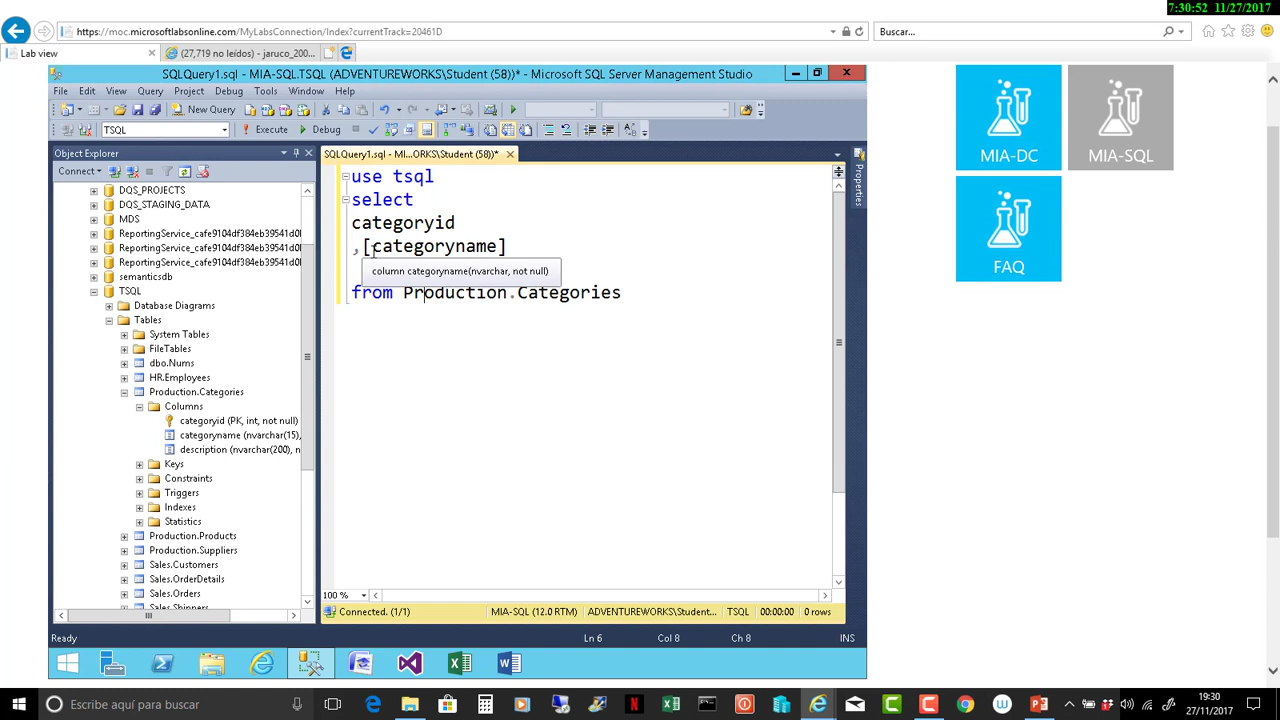 7:30:52 11/27/2017
https://moc.microsoftlabsonline.com/MyLabsConnection/Index?currentTrack=20461D
Buscar...
Lab view
(27,719 no leídos) - jaruco_200...
SQLQuery1.sql - MIA-SQL.TSQL (ADVENTUREWORKS\Student (58))* - Microsoft SQL Server Management Studio
File Edit View Query Project Debug Tools Window Help
New Query
TSQL
Execute
Debug
Object Explorer
Connect
DQS_PROJECTS
DQS_STAGING_DATA
MDS
ReportingService_cafe9104df384eb39541d0
ReportingService_cafe9104df384eb39541d0
ReportingService_cafe9104df384eb39541d0
semanticsdb
TSQL
Database Diagrams
Tables
System Tables
FileTables
dbo.Nums
HR.Employees
Production.Categories
Columns
categoryid (PK, int, not null)
categoryname (nvarchar(15),
description (nvarchar(200), n
Keys
Constraints
Triggers
Indexes
Statistics
Production.Products
Production.Suppliers
Sales.Customers
Sales.OrderDetails
Sales.Orders
Sales.Shippers
SQLQuery1.sql - MI...ORKS\Student (58))*
use tsql
select
categoryid
,[categoryname]
column categoryname(nvarchar, not null)
from Production.Categories
Properties
100 %
Connected. (1/1)
MIA-SQL (12.0 RTM)
ADVENTUREWORKS\Student...
TSQL
00:00:00
0 rows
Ready
Ln 6
Col 8
Ch 8
INS
MIA-DC
MIA-SQL
FAQ
Escribe aquí para buscar
19:30
27/11/2017